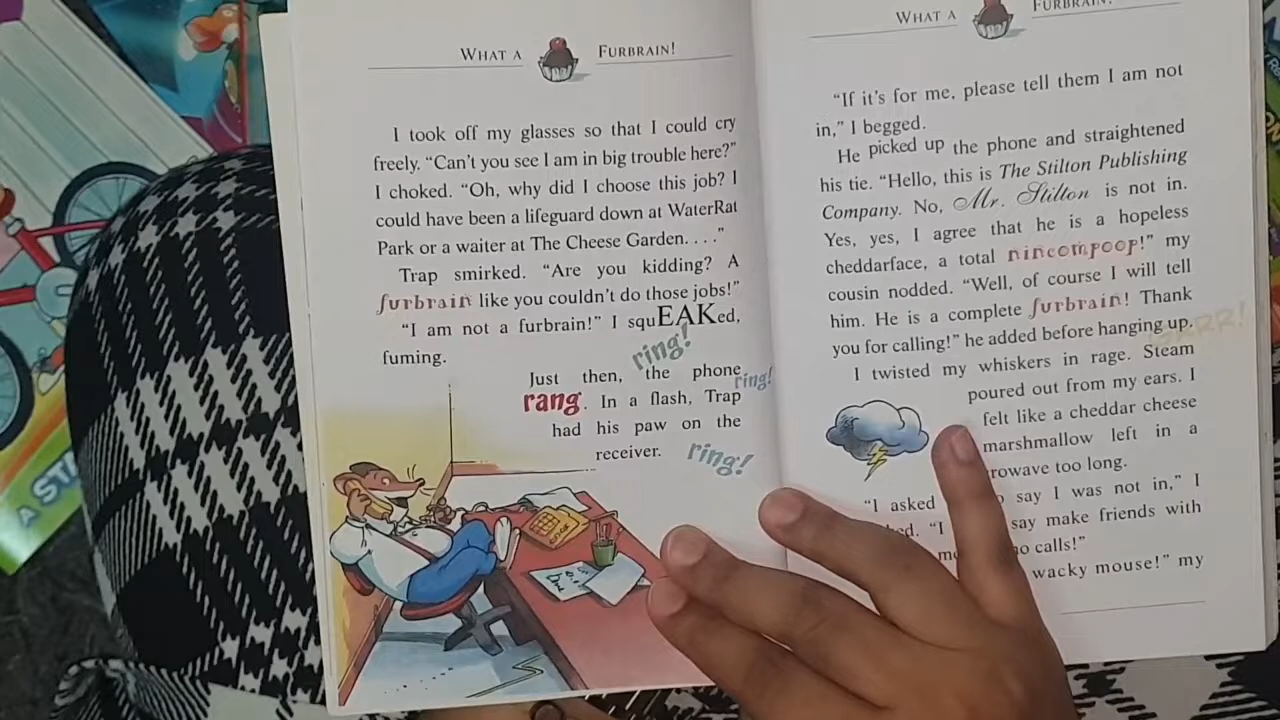 WHAT A FURBRAIN!
I took off my glasses so that I could cry
freely. “Can’t you see I am in big trouble here?”
I choked. “Oh, why did I choose this job? I
could have been a lifeguard down at WaterRat
Park or a waiter at The Cheese Garden. . . .”
Trap smirked. “Are you kidding? A
furbrain like you couldn’t do those jobs!”
“I am not a furbrain!” I squEAKed,
fuming.
ring!
Just then, the phone
ring!
rang. In a flash, Trap
had his paw on the
receiver.
ring!
WHAT A FURBRAIN!
“If it’s for me, please tell them I am not
in,” I begged.
He picked up the phone and straightened
his tie. “Hello, this is The Stilton Publishing
Company. No, Mr. Stilton is not in.
Yes, yes, I agree that he is a hopeless
cheddarface, a total nincompoop!” my
cousin nodded. “Well, of course I will tell
him. He is a complete furbrain! Thank
you for calling!” he added before hanging up.
GRRR!
I twisted my whiskers in rage. Steam
poured out from my ears. I
felt like a cheddar cheese
marshmallow left in a
too long.
“I asked say I was not in,” I
“I say make friends with
no calls!”
wacky mouse!” my
A STA